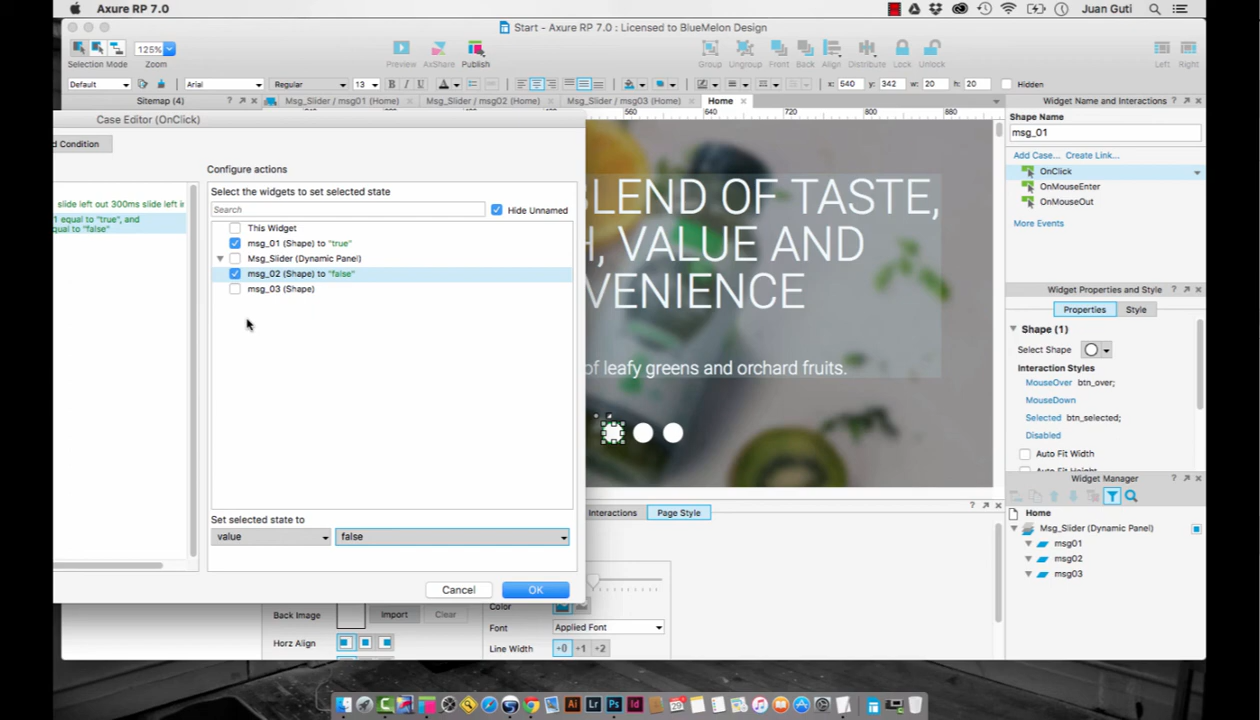 Axure RP 7.0
Juan Guti
Start - Axure RP 7.0 : Licensed to BlueMelon Design
125%
Selection Mode
Zoom
Preview
AxShare
Publish
Group
Ungroup
Front
Back
Align
Distribute
Lock
Unlock
Left
Right
Default
Arial
Regular
13
B I U
x: 540
y: 342
w: 20
h: 20
Hidden
Sitemap (4)
Msg_Slider / msg01 (Home)
Msg_Slider / msg02 (Home)
Msg_Slider / msg03 (Home)
Home
Widget Name and Interactions
560
640
720
800
Case Editor (OnClick)
d Condition
Configure actions
Select the widgets to set selected state
slide left out 300ms slide left in
1 equal to "true", and
equal to "false"
Search
Hide Unnamed
This Widget
msg_01 (Shape) to "true"
Msg_Slider (Dynamic Panel)
msg_02 (Shape) to "false"
msg_03 (Shape)
Set selected state to
value
false
Cancel
OK
BLEND OF TASTE,
H, VALUE AND
VENIENCE
of leafy greens and orchard fruits.
Shape Name
msg_01
Add Case...
Create Link...
OnClick
OnMouseEnter
OnMouseOut
More Events
Widget Properties and Style
Properties
Style
Shape (1)
Select Shape
Interaction Styles
MouseOver btn_over;
MouseDown
Selected btn_selected;
Disabled
Auto Fit Width
Auto Fit Height
Widget Manager
Home
Msg_Slider (Dynamic Panel)
msg01
msg02
msg03
Interactions
Page Style
Back Image
Import
Clear
Color
Horz Align
Font
Applied Font
Line Width
+0
+1
+2